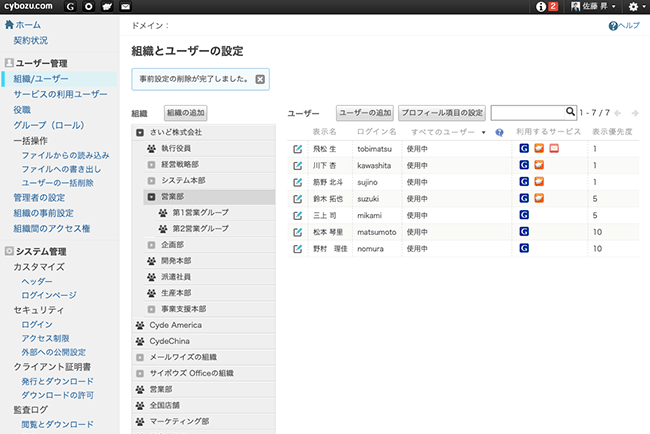 cybozu.com
G
2
佐藤 昇
ホーム
契約状況
ユーザー管理
組織/ユーザー
サービスの利用ユーザー
役職
グループ（ロール）
一括操作
ファイルからの読み込み
ファイルへの書き出し
ユーザーの一括削除
管理者の設定
組織の事前設定
組織間のアクセス権
システム管理
カスタマイズ
ヘッダー
ログインページ
セキュリティ
ログイン
アクセス制限
外部への公開設定
クライアント証明書
発行とダウンロード
ダウンロードの許可
監査ログ
閲覧とダウンロード
ドメイン：
ヘルプ
組織とユーザーの設定
事前設定の削除が完了しました。
組織 組織の追加
さいど株式会社
執行役員
経営戦略部
システム本部
営業部
第1営業グループ
第2営業グループ
企画部
開発本部
派遣社員
生産本部
事業支援本部
Cyde America
CydeChina
メールワイズの組織
サイボウズ Officeの組織
営業部
全国店舗
マーケティング部
ユーザー ユーザーの追加 プロフィール項目の設定 1 - 7 / 7
表示名 ログイン名 すべてのユーザー 利用するサービス 表示優先度
飛松 生 tobimatsu 使用中 G 1
川下 杏 kawashita 使用中 G 1
筋野 北斗 sujino 使用中 G 1
鈴木 拓也 suzuki 使用中 G 5
三上 司 mikami 使用中 G 5
松本 琴里 matsumoto 使用中 G 10
野村 理佳 nomura 使用中 G 10